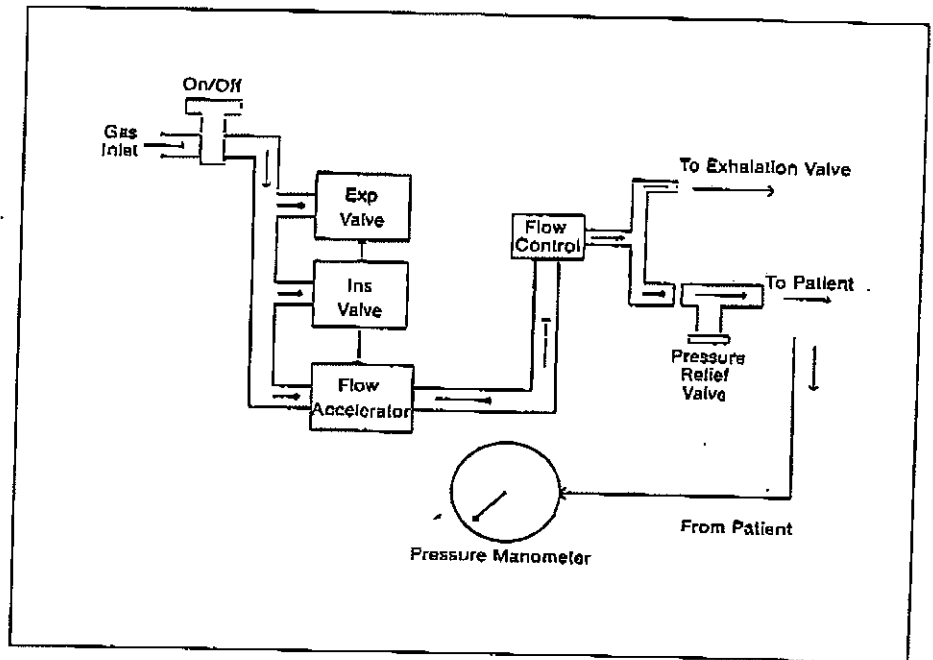 On/Off
Gas
Inlet
Exp
Valve
Ins
Valve
Flow
Accelerator
Flow
Control
To Exhalation Valve
To Patient
Pressure
Relief
Valve
From Patient
Pressure Manometer